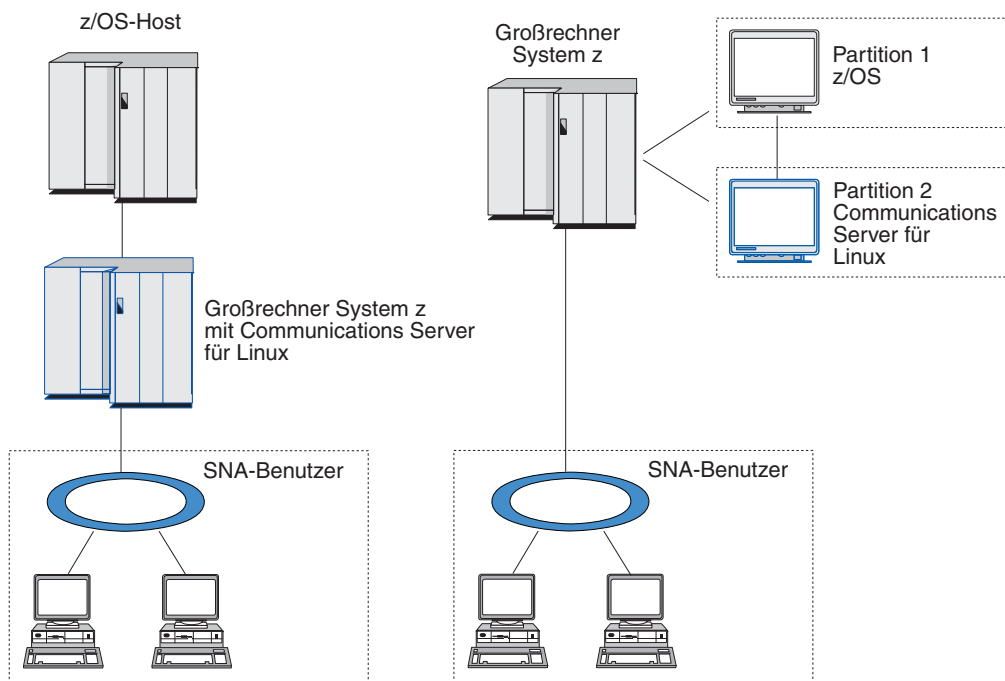 z/OS-Host
Großrechner
System z
Partition 1
z/OS
Partition 2
Communications
Server für
Linux
Großrechner System z
mit Communications Server
für Linux
SNA-Benutzer
SNA-Benutzer